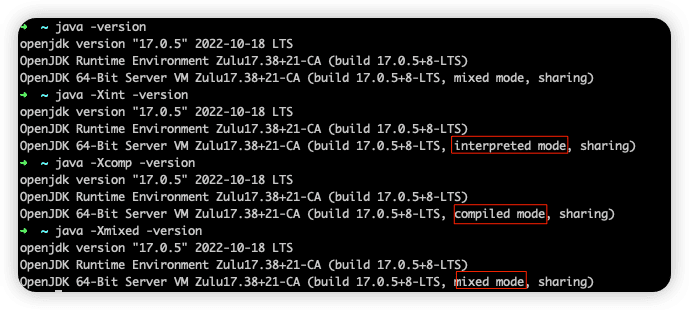 ➜ ~ java -version
openjdk version "17.0.5" 2022-10-18 LTS
OpenJDK Runtime Environment Zulu17.38+21-CA (build 17.0.5+8-LTS)
OpenJDK 64-Bit Server VM Zulu17.38+21-CA (build 17.0.5+8-LTS, mixed mode, sharing)
➜ ~ java -Xint -version
openjdk version "17.0.5" 2022-10-18 LTS
OpenJDK Runtime Environment Zulu17.38+21-CA (build 17.0.5+8-LTS)
OpenJDK 64-Bit Server VM Zulu17.38+21-CA (build 17.0.5+8-LTS, interpreted mode, sharing)
➜ ~ java -Xcomp -version
openjdk version "17.0.5" 2022-10-18 LTS
OpenJDK Runtime Environment Zulu17.38+21-CA (build 17.0.5+8-LTS)
OpenJDK 64-Bit Server VM Zulu17.38+21-CA (build 17.0.5+8-LTS, compiled mode, sharing)
➜ ~ java -Xmixed -version
openjdk version "17.0.5" 2022-10-18 LTS
OpenJDK Runtime Environment Zulu17.38+21-CA (build 17.0.5+8-LTS)
OpenJDK 64-Bit Server VM Zulu17.38+21-CA (build 17.0.5+8-LTS, mixed mode, sharing)